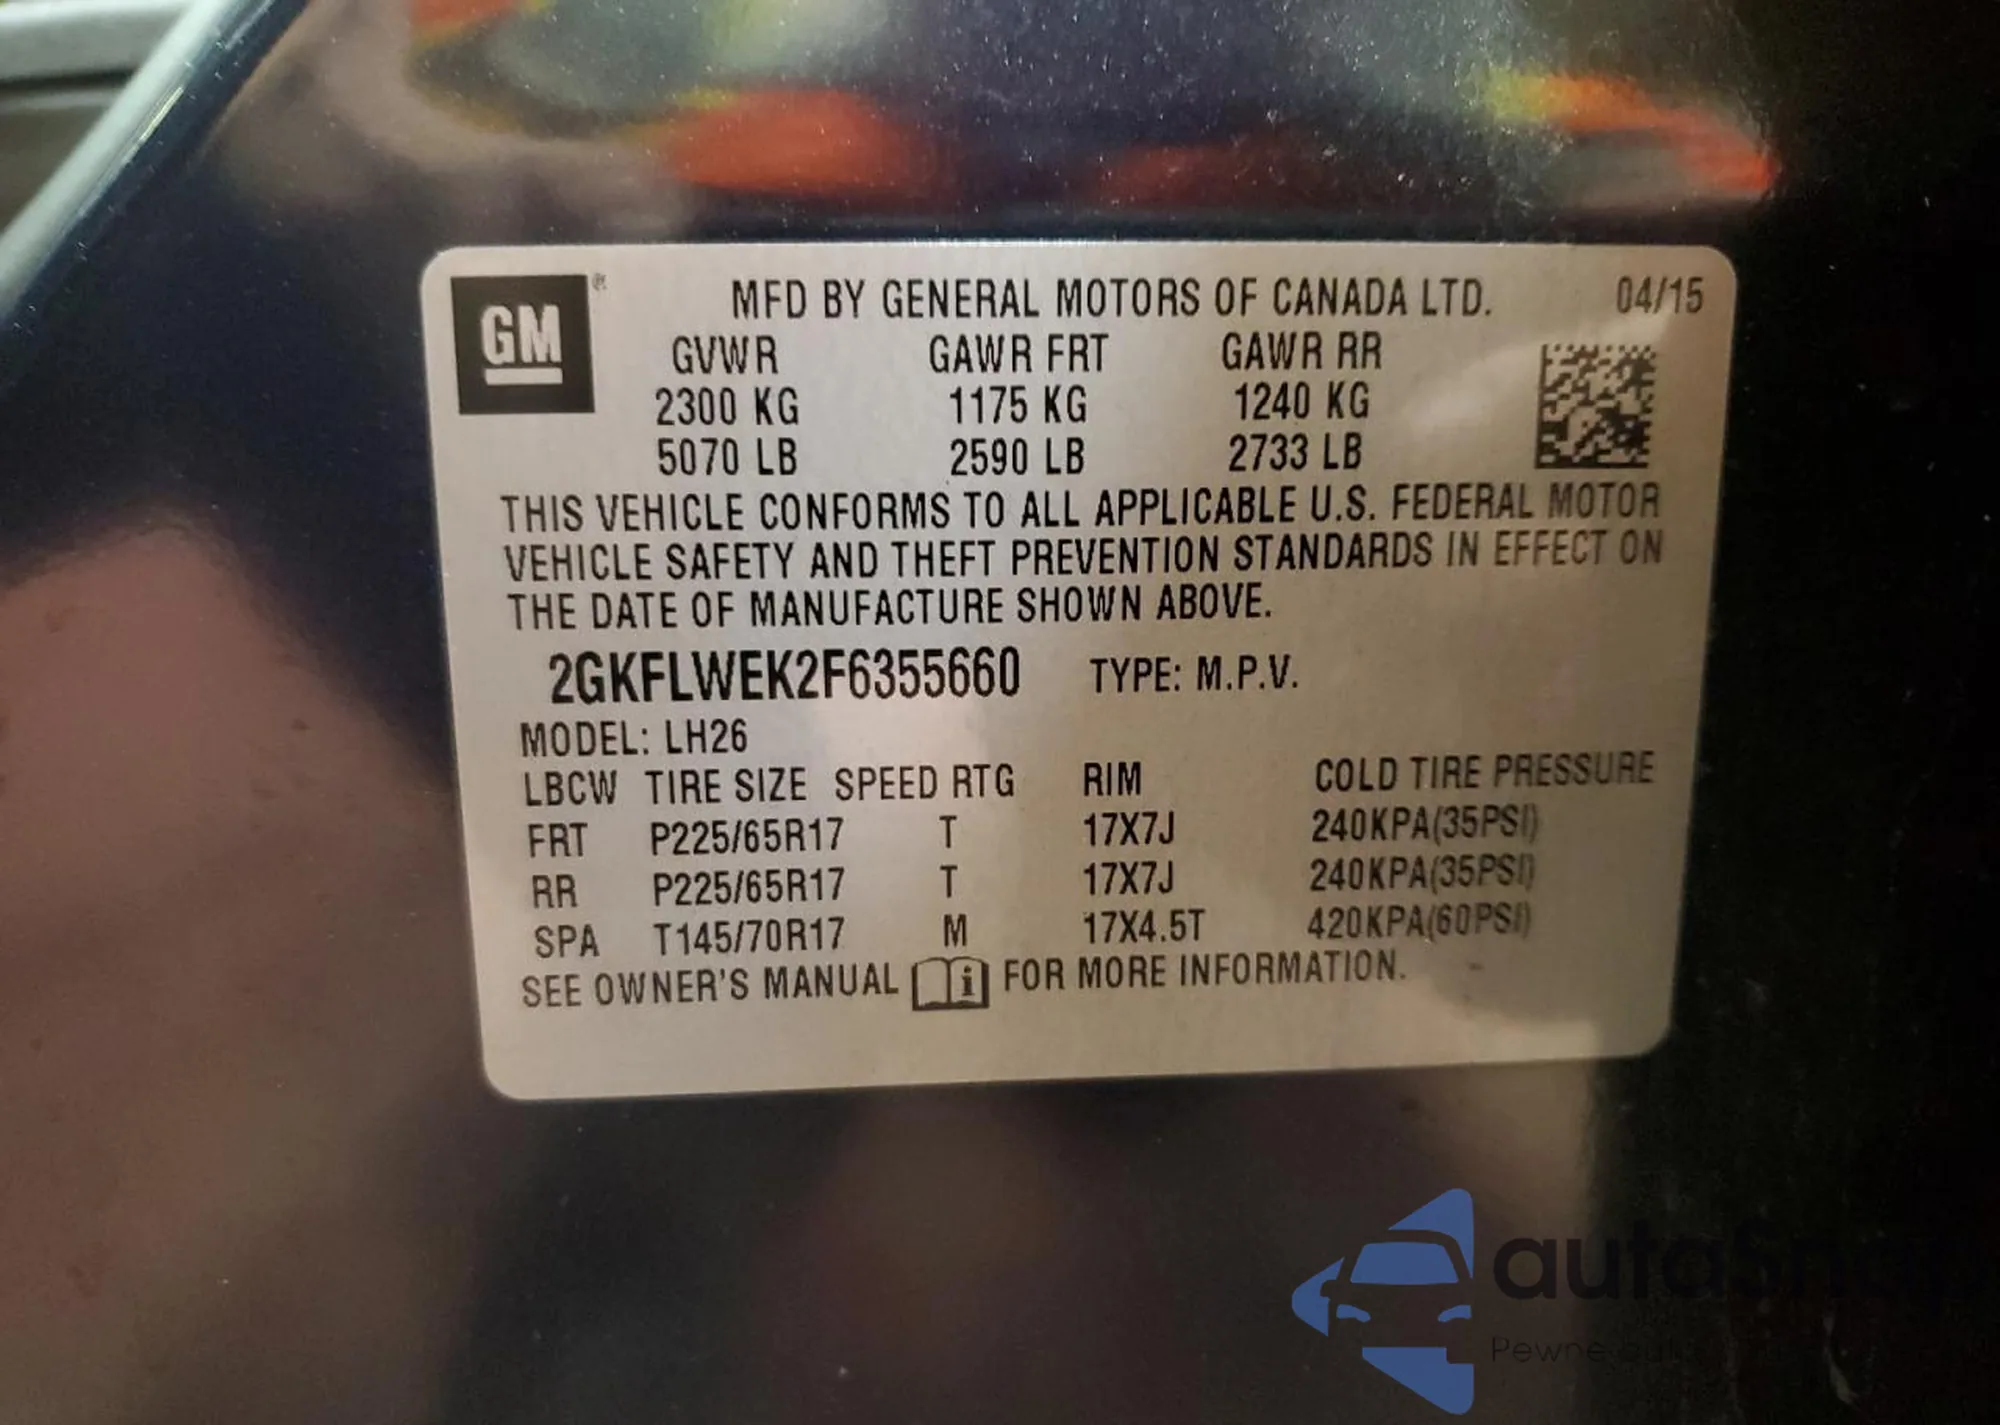 GM®
MFD BY GENERAL MOTORS OF CANADA LTD. 04/15
GVWR GAWR FRT GAWR RR
2300 KG 1175 KG 1240 KG
5070 LB 2590 LB 2733 LB
THIS VEHICLE CONFORMS TO ALL APPLICABLE U.S. FEDERAL MOTOR
VEHICLE SAFETY AND THEFT PREVENTION STANDARDS IN EFFECT ON
THE DATE OF MANUFACTURE SHOWN ABOVE.
2GKFLWEK2F6355660 TYPE: M.P.V.
MODEL: LH26
LBCW TIRE SIZE SPEED RTG RIM COLD TIRE PRESSURE
FRT P225/65R17 T 17X7J 240KPA(35PSI)
RR P225/65R17 T 17X7J 240KPA(35PSI)
SPA T145/70R17 M 17X4.5T 420KPA(60PSI)
SEE OWNER'S MANUAL i FOR MORE INFORMATION.
Pewne